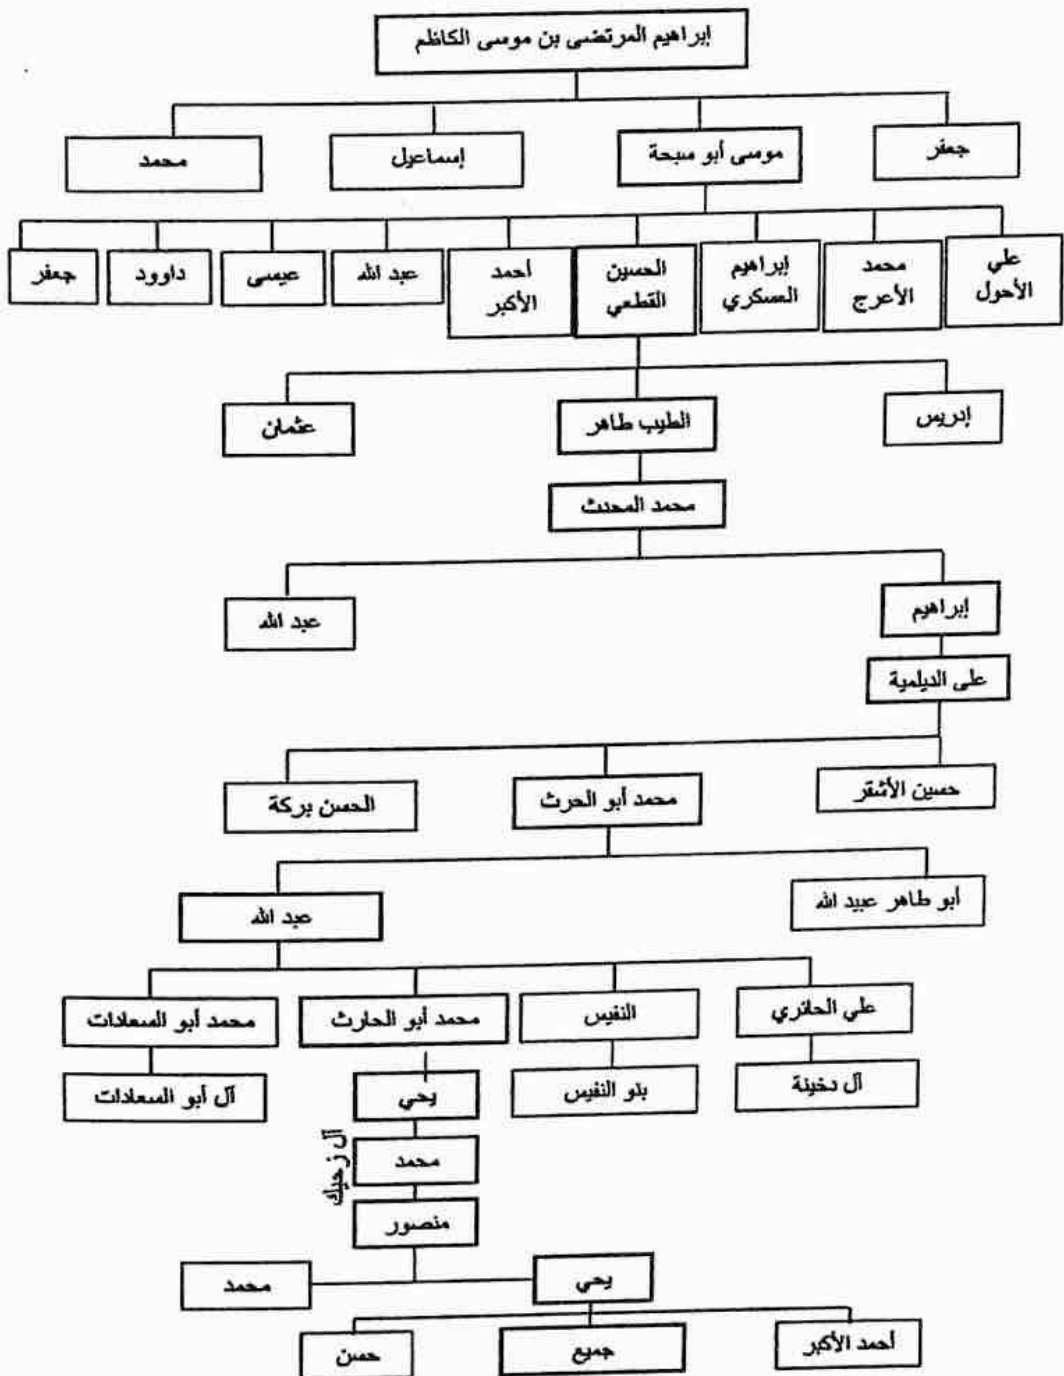 إبراهيم المرتضى بن موسى الكاظم
جعفر
موسى أبو سبحة
إسماعيل
محمد
علي
الأحول
محمد
الأعرج
إبراهيم
العسكري
الحسين
القطعي
أحمد
الأكبر
عبد الله
عيسى
داوود
جعفر
إدريس
الطيب طاهر
عثمان
محمد المحدث
إبراهيم
عبد الله
على الديلمية
حسين الأشقر
محمد أبو الحرث
الحسن بركة
أبو طاهر عبيد الله
عبد الله
علي الحائري
النفيس
محمد أبو الحارث
محمد أبو السعادات
آل دخينة
بنو النفيس
يحي
آل أبو السعادات
محمد
آل زحيك
منصور
يحي
محمد
أحمد الأكبر
جميع
حسن